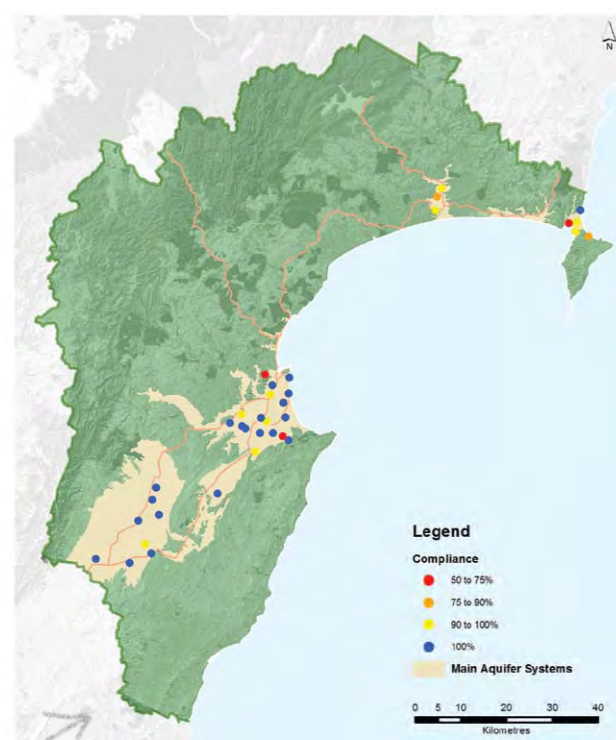 N
Legend
Compliance
50 to 75%
75 to 90%
90 to 100%
100%
Main Aquifer Systems
0 5 10 20 30 40
Kilometres